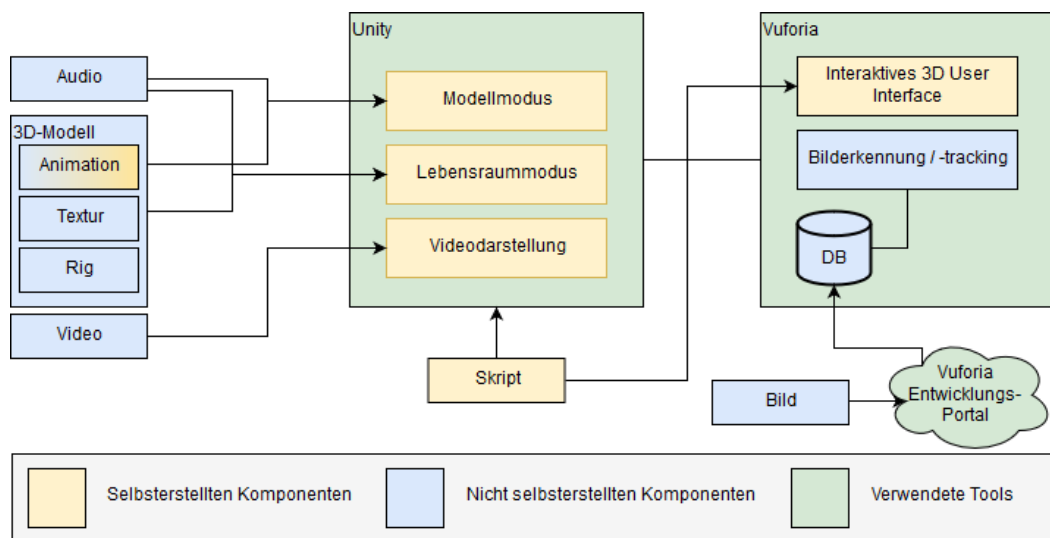 Unity
Vuforia
Audio
3D-Modell
Animation
Textur
Rig
Video
Modellmodus
Lebensraummodus
Videodarstellung
Interaktives 3D User
Interface
Bilderkennung / -tracking
DB
Skript
Bild
Vuforia
Entwicklungs-
Portal
Selbsterstellten Komponenten
Nicht selbsterstellten Komponenten
Verwendete Tools